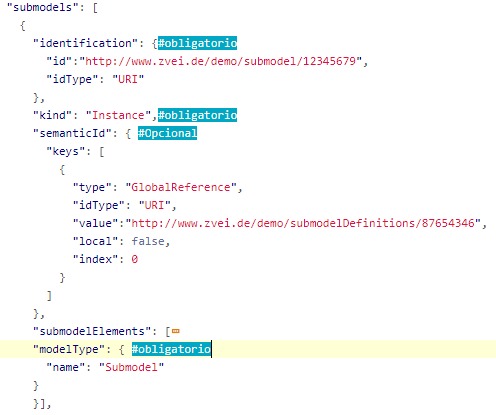 "submodels": [
{
"identification": {#obligatorio
"id":"http://www.zvei.de/demo/submodel/12345679",
"idType": "URI"
},
"kind": "Instance",#obligatorio
"semanticId": { #Opcional
"keys": [
{
"type": "GlobalReference",
"idType": "URI",
"value":"http://www.zvei.de/demo/submodelDefinitions/87654346",
"local": false,
"index": 0
}
]
},
"submodelElements": [
"modelType": { #obligatorio
"name": "Submodel"
}
}],